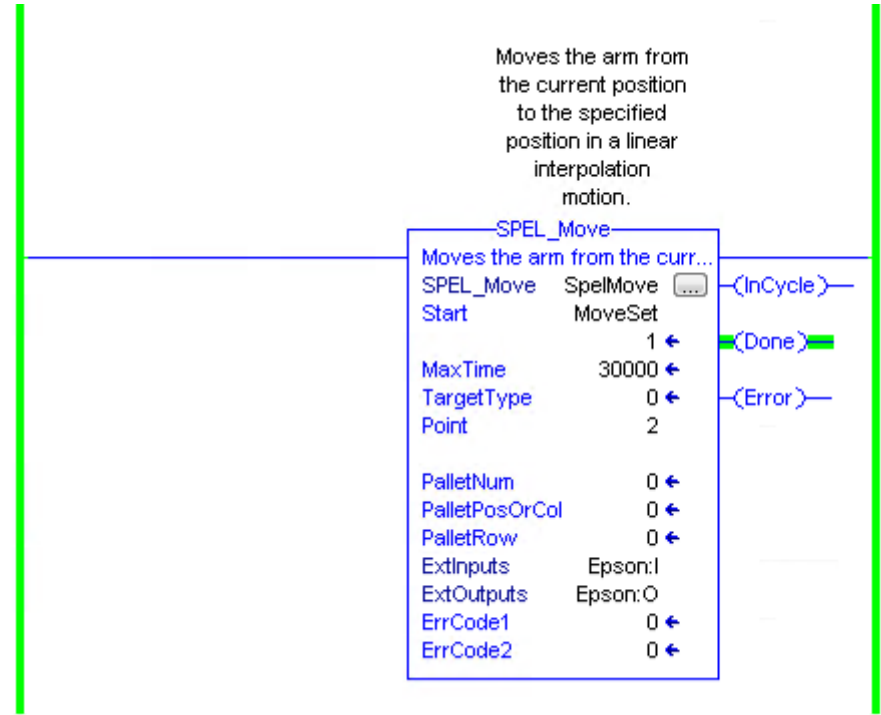 Moves the arm from
the current position
to the specified
position in a linear
interpolation
motion.
SPEL_Move
Moves the arm from the curr...
SPEL_Move SpelMove ... (InCycle)
Start MoveSet
1 (Done)
MaxTime 30000
TargetType 0 (Error)
Point 2
PalletNum 0
PalletPosOrCol 0
PalletRow 0
ExtInputs Epson:I
ExtOutputs Epson:O
ErrCode1 0
ErrCode2 0